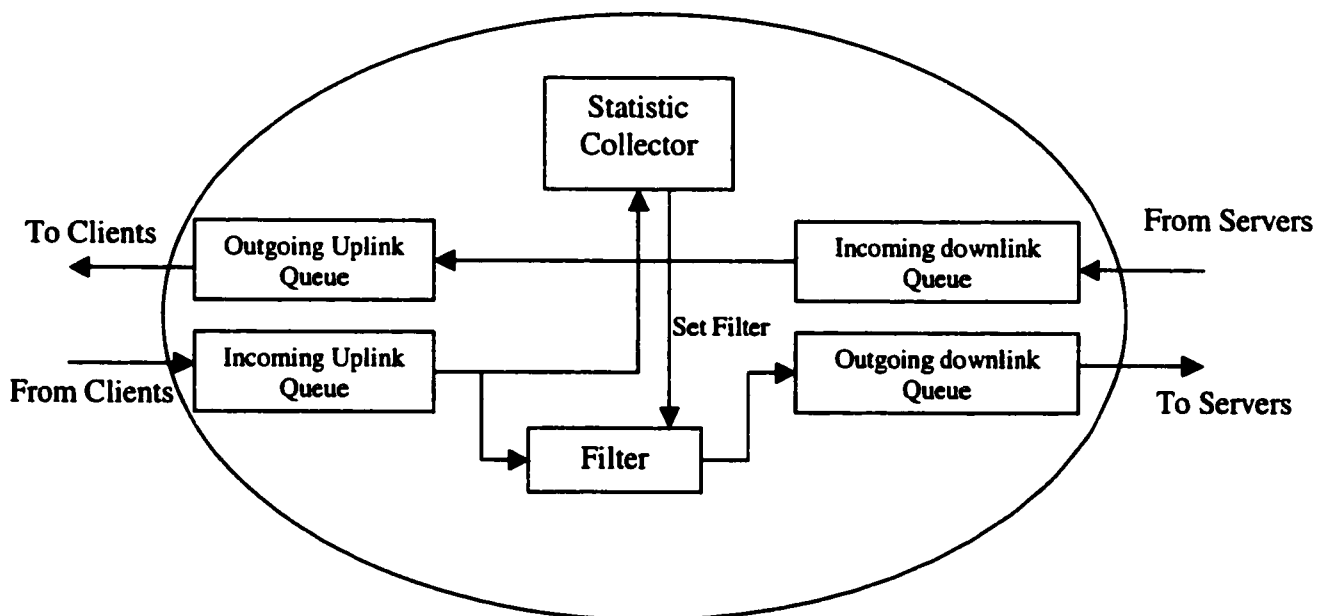 Statistic
Collector
To Clients
Outgoing Uplink
Queue
Incoming downlink
Queue
From Servers
Set Filter
From Clients
Incoming Uplink
Queue
Outgoing downlink
Queue
To Servers
Filter